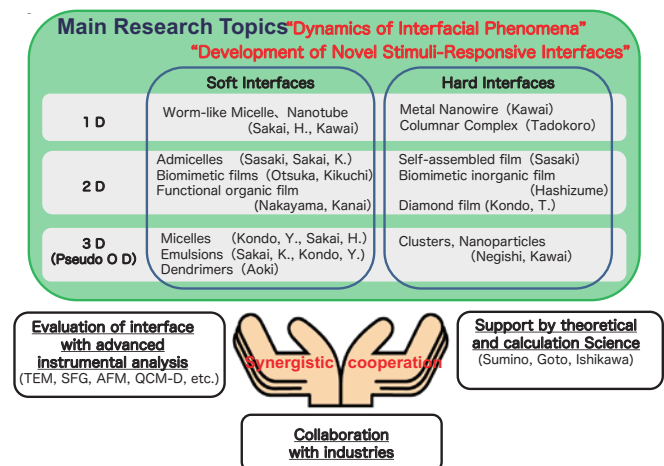 Main Research Topics “Dynamics of Interfacial Phenomena”
“Development of Novel Stimuli-Responsive Interfaces”
Soft Interfaces
Hard Interfaces
1 D
Worm-like Micelle、Nanotube
(Sakai, H., Kawai)
Metal Nanowire (Kawai)
Columnar Complex (Tadokoro)
2 D
Admicelles (Sasaki, Sakai, K.)
Biomimetic films (Otsuka, Kikuchi)
Functional organic film
(Nakayama, Kanai)
Self-assembled film (Sasaki)
Biomimetic inorganic film
(Hashizume)
Diamond film (Kondo, T.)
3 D
(Pseudo O D)
Micelles (Kondo, Y., Sakai, H.)
Emulsions (Sakai, K., Kondo, Y.)
Dendrimers (Aoki)
Clusters, Nanoparticles
(Negishi, Kawai)
Evaluation of interface
with advanced
instrumental analysis
(TEM, SFG, AFM, QCM-D, etc.)
Synergistic cooperation
Support by theoretical
and calculation Science
(Sumino, Goto, Ishikawa)
Collaboration
with industries